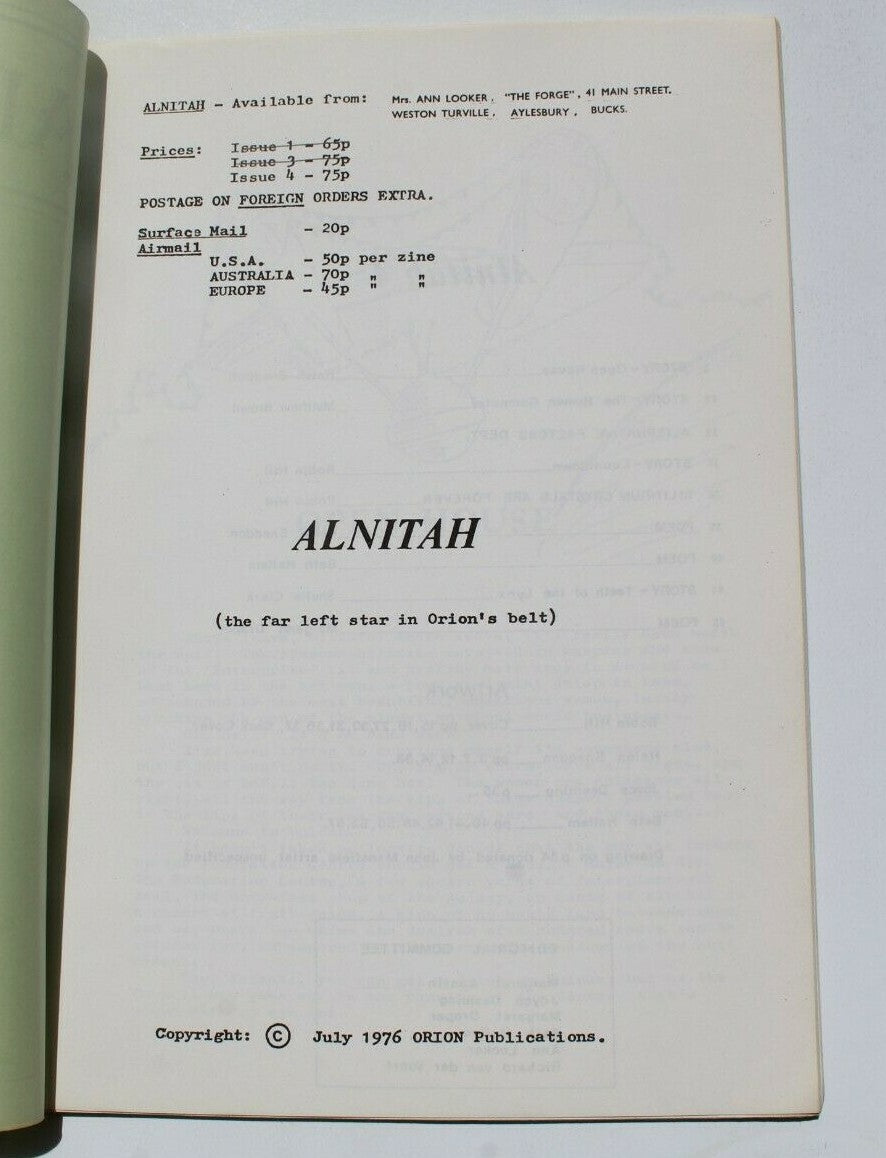 ALNITAH - Available from: Mrs. ANN LOOKER, "THE FORGE", 41 MAIN STREET.
WESTON TURVILLE, AYLESBURY, BUCKS.
Prices: Issue 1 - 65p
Issue 3 - 75p
Issue 4 - 75p
POSTAGE ON FOREIGN ORDERS EXTRA.
Surface Mail - 20p
Airmail
U.S.A. - 50p per zine
AUSTRALIA - 70p " "
EUROPE - 45p " "
ALNITAH
(the far left star in Orion's belt)
Copyright: © July 1976 ORION Publications.